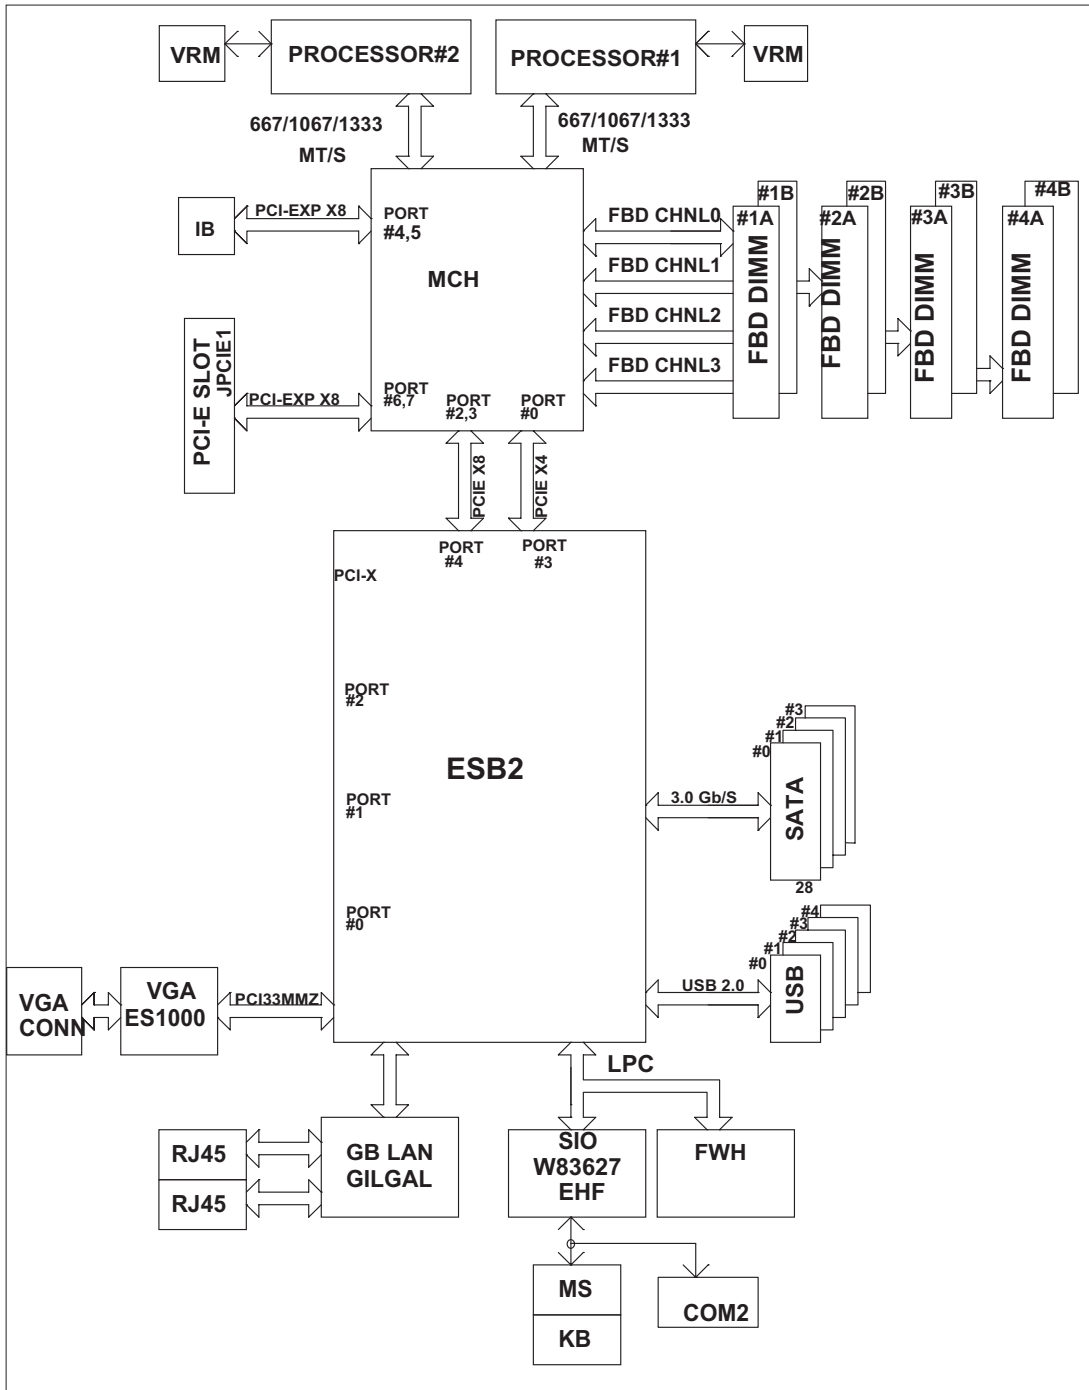 VRM
PROCESSOR#2
PROCESSOR#1
VRM
667/1067/1333
MT/S
667/1067/1333
MT/S
IB
PCI-EXP X8
PORT
#4,5
MCH
FBD CHNL0
FBD CHNL1
FBD CHNL2
FBD CHNL3
#1B
#2B
#3B
#4B
#1A
#2A
#3A
#4A
FBD DIMM
FBD DIMM
FBD DIMM
FBD DIMM
PCI-E SLOT
JPCIE1
PCI-EXP X8
PORT
#6,7
PORT
#2,3
PORT
#0
PCIE X8
PCIE X4
PORT
#4
PORT
#3
PCI-X
PORT
#2
ESB2
PORT
#1
PORT
#0
3.0 Gb/S
#3
#2
#1
#0
SATA
28
USB 2.0
#4
#3
#2
#1
#0
USB
VGA
CONN
VGA
ES1000
PCI33MMZ
LPC
RJ45
RJ45
GB LAN
GILGAL
SIO
W83627
EHF
FWH
MS
KB
COM2